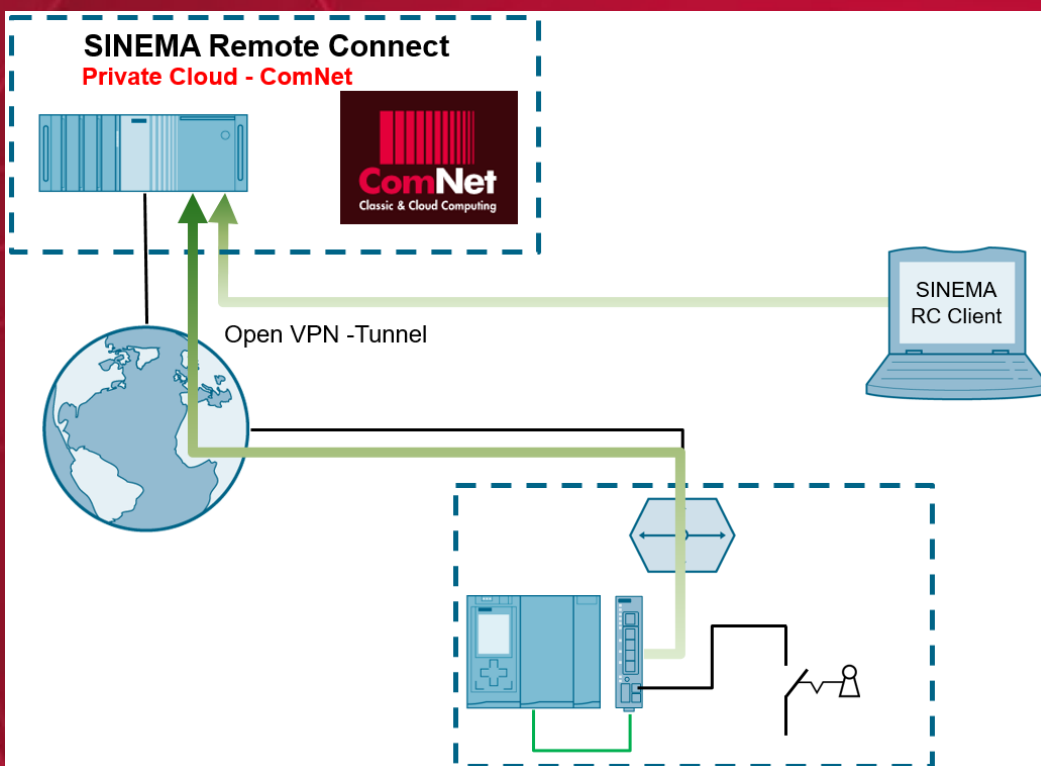 SINEMA Remote Connect
Private Cloud - ComNet
ComNet
Classic & Cloud Computing
SINEMA
RC Client
Open VPN -Tunnel